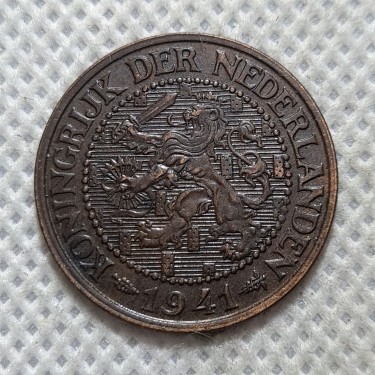 KONINGRIJK DER NEDERLANDEN
1941